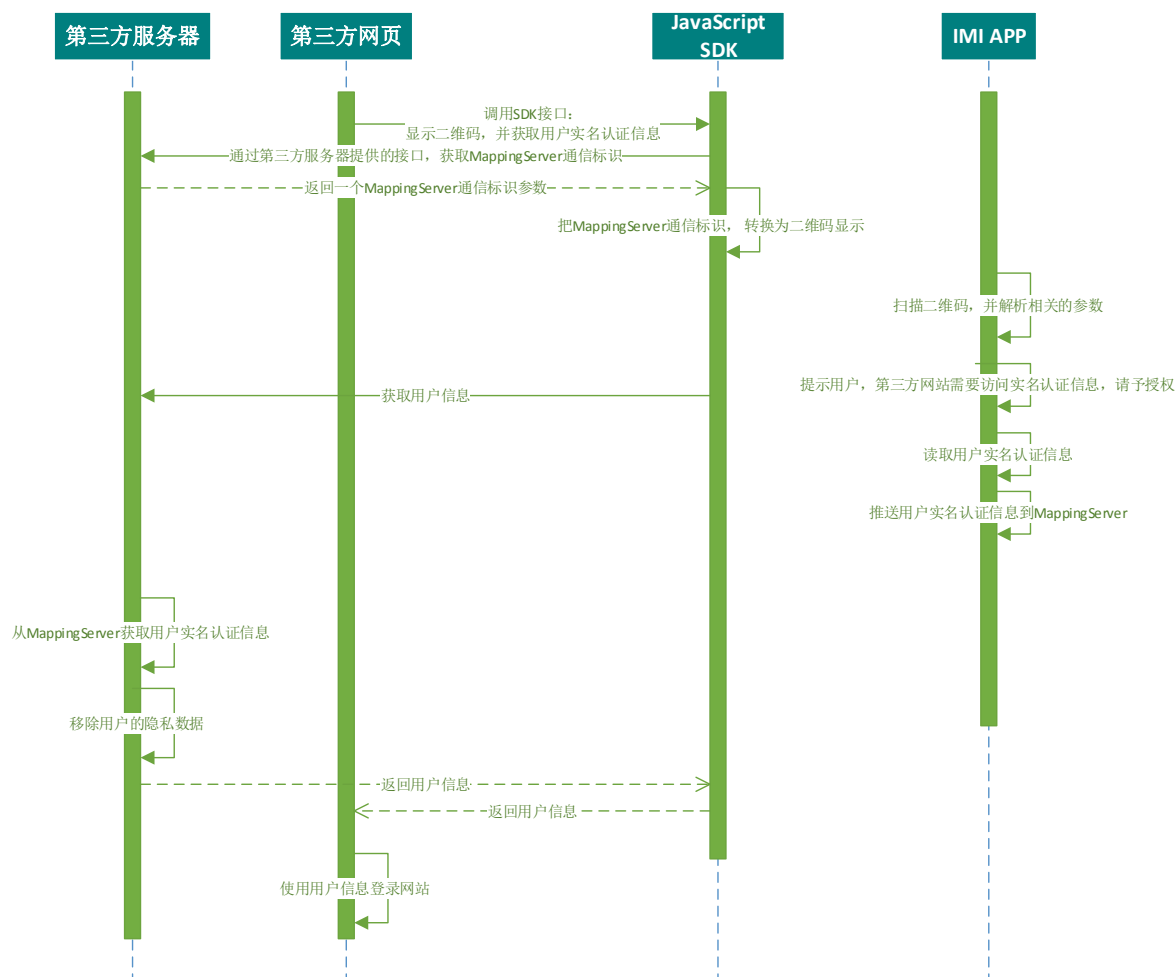 第三方服务器
第三方网页
JavaScript
SDK
IMI APP
调用SDK接口：
显示二维码，并获取用户实名认证信息
通过第三方服务器提供的接口，获取MappingServer通信标识
返回一个MappingServer通信标识参数
把MappingServer通信标识， 转换为二维码显示
扫描二维码，并解析相关的参数
提示用户，第三方网站需要访问实名认证信息，请予授权
获取用户信息
读取用户实名认证信息
推送用户实名认证信息到MappingServer
从MappingServer获取用户实名认证信息
移除用户的隐私数据
返回用户信息
返回用户信息
使用用户信息登录网站